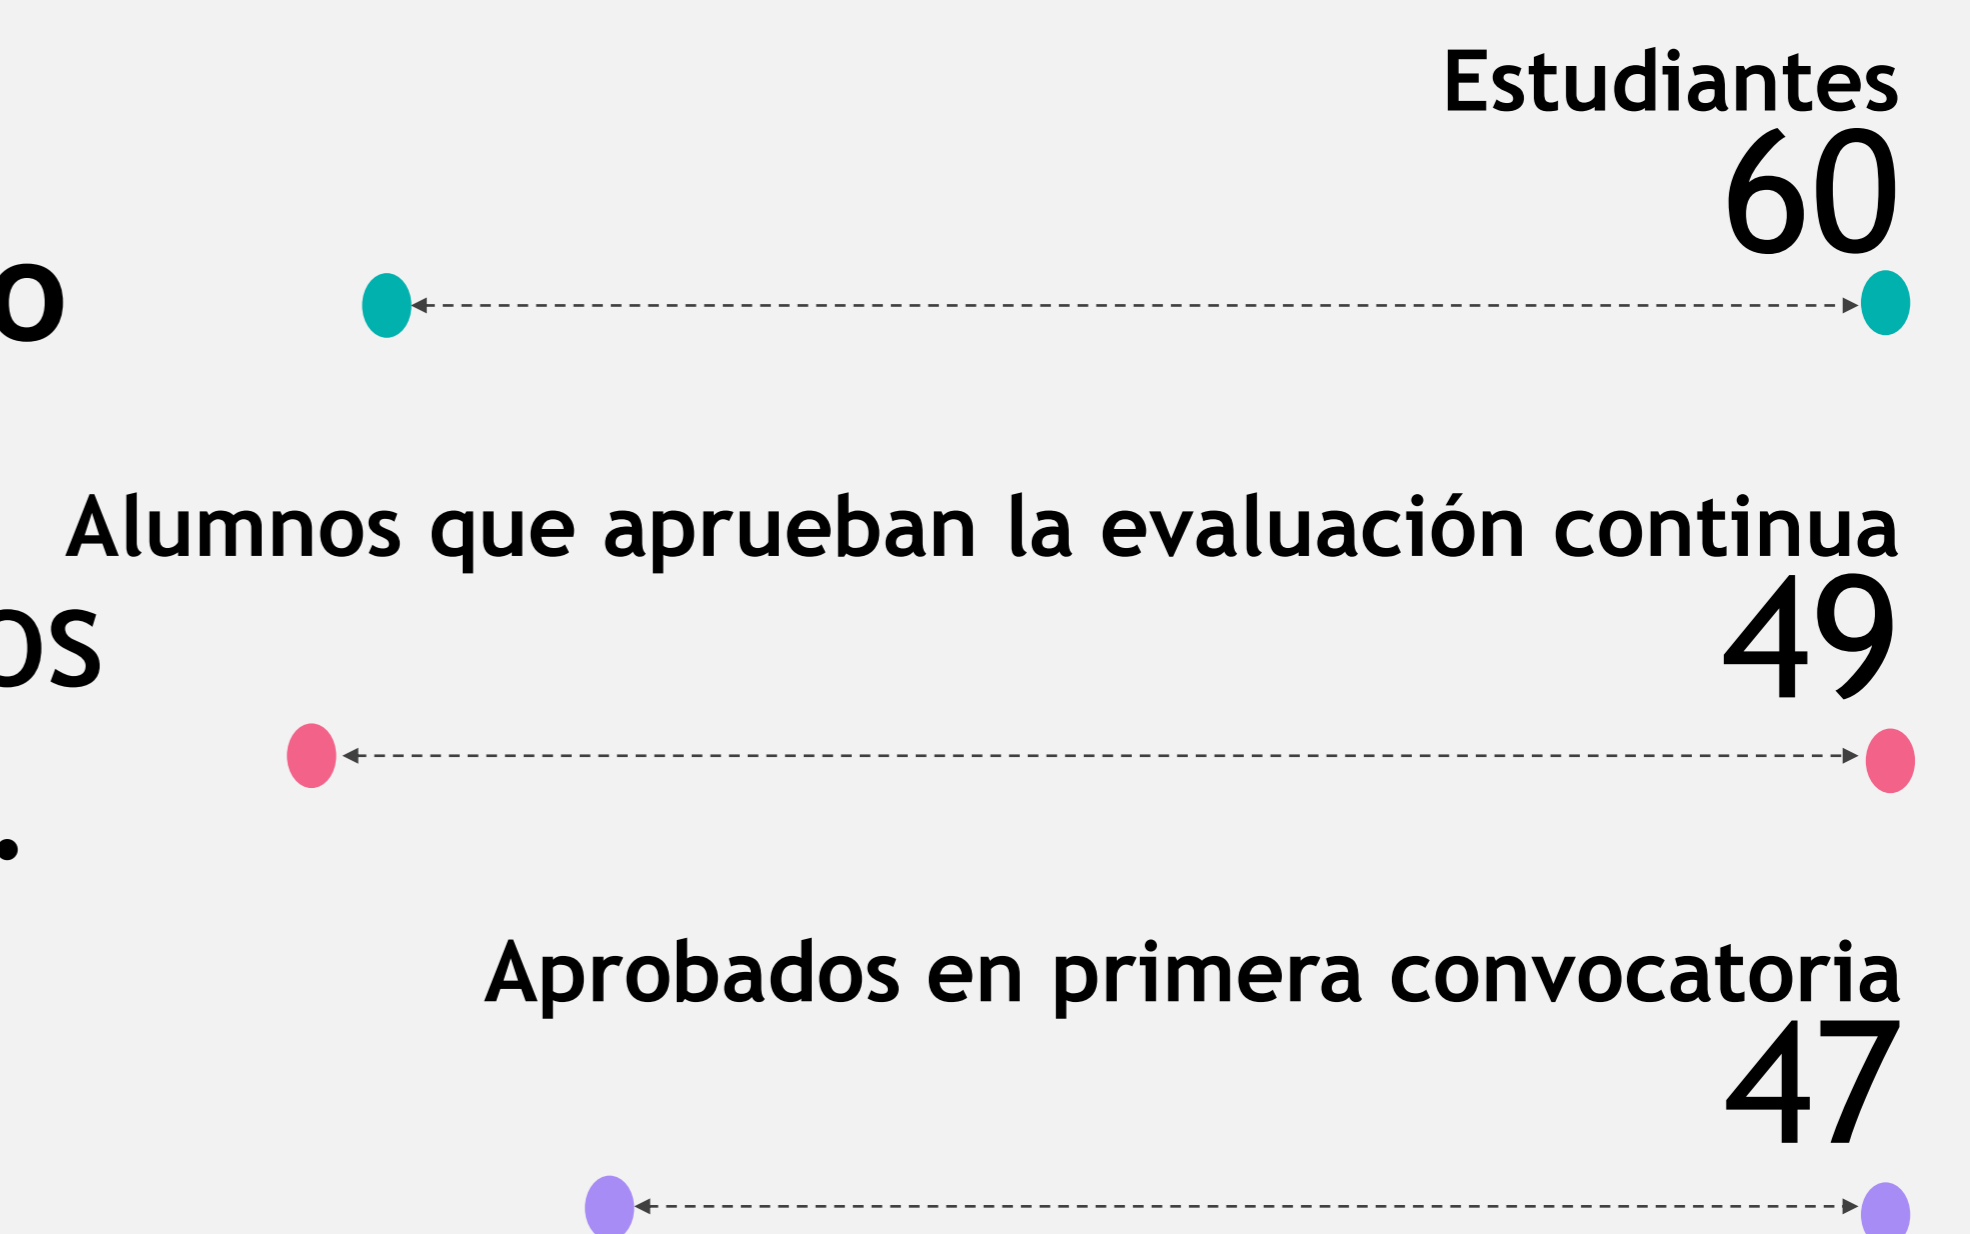 Estudiantes
60
Alumnos que aprueban la evaluación continua
49
Aprobados en primera convocatoria
47